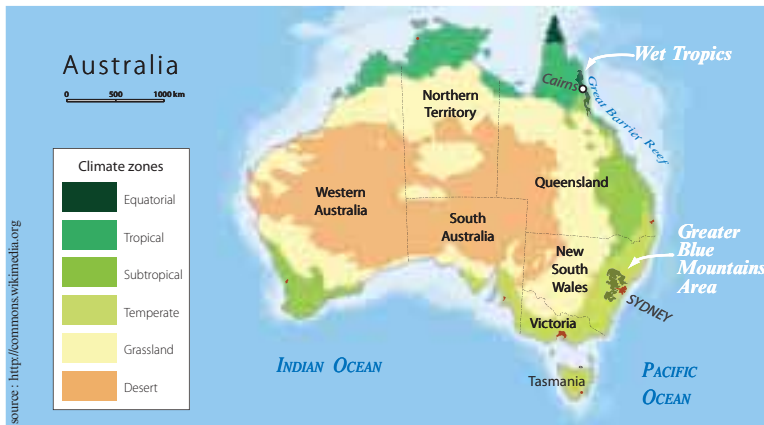 Australia
0 500 1000 km
Climate zones
Equatorial
Tropical
Subtropical
Temperate
Grassland
Desert
source : http://commons.wikimedia.org
Wet Tropics
Cairns
Great Barrier Reef
Northern
Territory
Queensland
Western
Australia
South
Australia
New
South
Wales
Greater
Blue
Mountains
Area
SYDNEY
Victoria
Tasmania
INDIAN OCEAN
PACIFIC
OCEAN